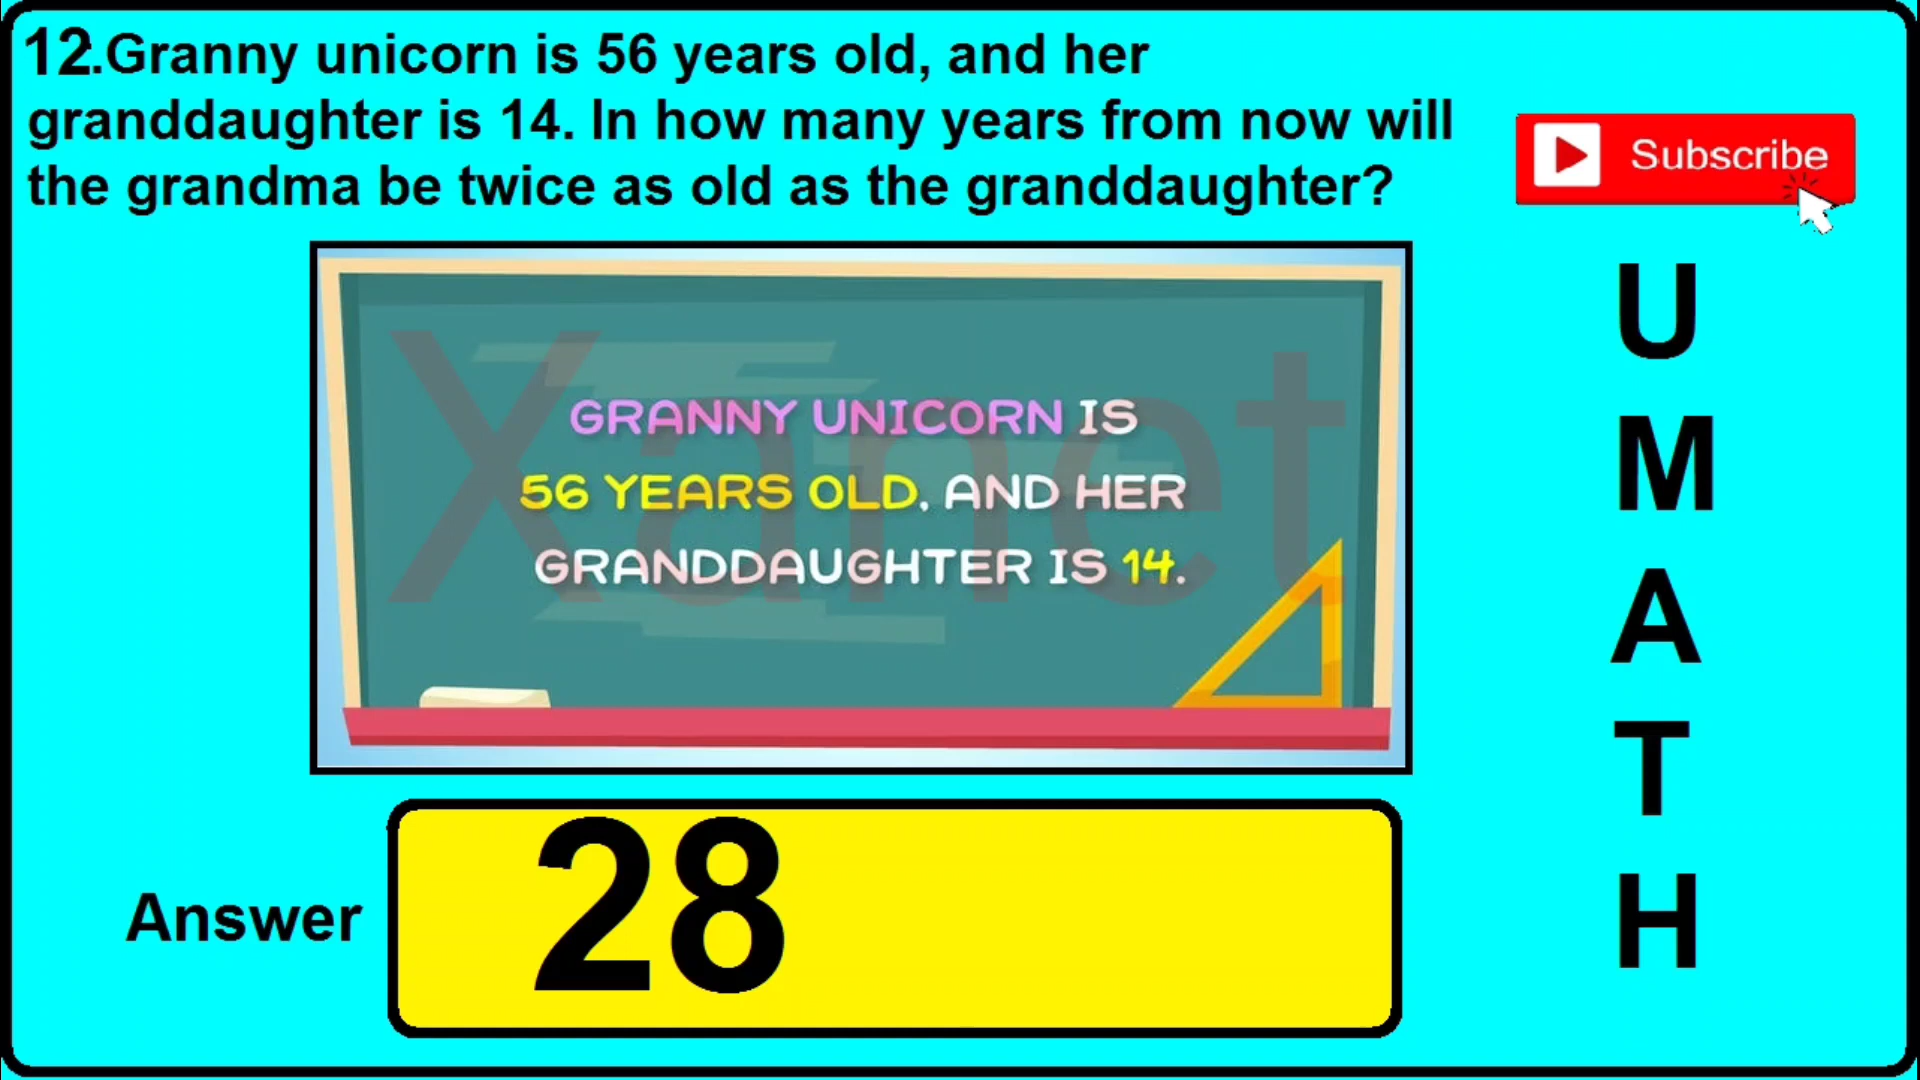 12.Granny unicorn is 56 years old, and her
granddaughter is 14. In how many years from now will
the grandma be twice as old as the granddaughter?
Subscribe
GRANNY UNICORN IS
56 YEARS OLD, AND HER
GRANDDAUGHTER IS 14.
Xanet
Answer
28
U
M
A
T
H